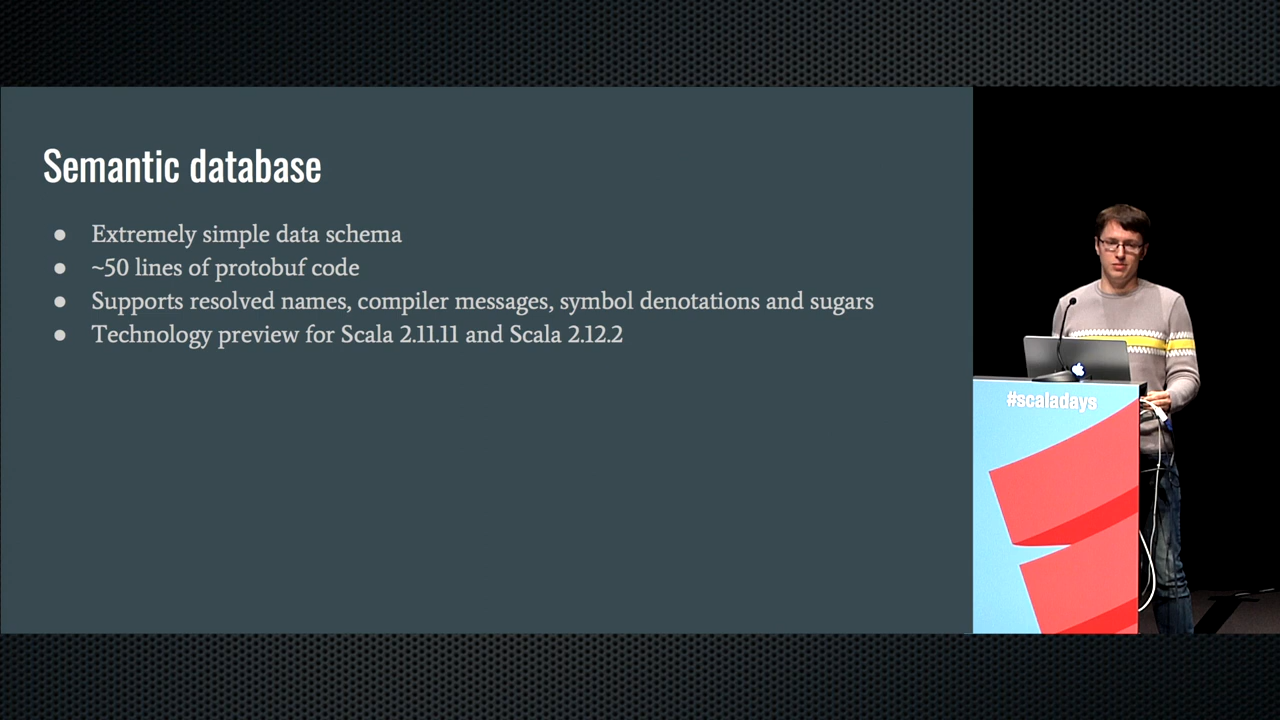 Semantic database
● Extremely simple data schema
● ~50 lines of protobuf code
● Supports resolved names, compiler messages, symbol denotations and sugars
● Technology preview for Scala 2.11.11 and Scala 2.12.2
#scaladays